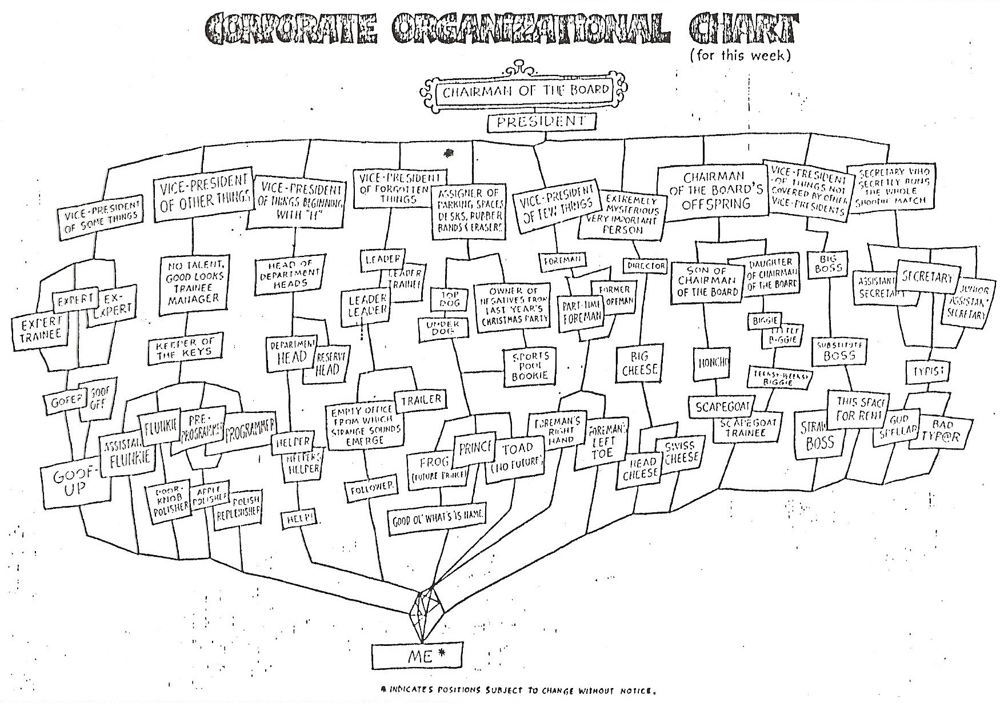 CORPORATE ORGANIZATIONAL CHART
(for this week)
CHAIRMAN OF THE BOARD
PRESIDENT
VICE-PRESIDENT
OF SOME THINGS
VICE-PRESIDENT
OF OTHER THINGS
VICE-PRESIDENT
OF THINGS BEGINNING
WITH "H"
VICE-PRESIDENT
OF FORGOTTEN
THINGS
ASSIGNER OF
PARKING SPACES,
DESKS, RUBBER
BANDS & ERASERS
VICE-PRESIDENT
OF FEW THINGS
EXTREMELY
MYSTERIOUS
VERY IMPORTANT
PERSON
CHAIRMAN
OF THE BOARD'S
OFFSPRING
VICE-PRESIDENT
OF THINGS NOT
COVERED BY OTHER
VICE-PRESIDENTS
SECRETARY WHO
SECRETLY RUNS
THE WHOLE
SHOOTIN' MATCH
EXPERT
TRAINEE
EXPERT
EX-
EXPERT
NO TALENT,
GOOD LOOKS
TRAINEE
MANAGER
HEAD OF
DEPARTMENT
HEADS
LEADER
LEADER
TRAINEE
LEADER
LEADER
TOP
DOG
UNDER
DOG
OWNER OF
NEGATIVES FROM
LAST YEAR'S
CHRISTMAS PARTY
FOREMAN
PART-TIME
FOREMAN
FORMER
FOREMAN
DIRECTOR
SON OF
CHAIRMAN
OF THE BOARD
DAUGHTER
OF CHAIRMAN
OF THE BOARD
BIG
BOSS
ASSISTANT
SECRETARY
SECRETARY
JUNIOR
ASSISTANT
SECRETARY
KEEPER OF
THE KEYS
DEPARTMENT
HEAD
RESERVE
HEAD
SPORTS
POOL
BOOKIE
BIG
CHEESE
HONCHO
BIGGIE
LITTLE
BIGGIE
TEENSY-WEENSY
BIGGIE
SUBSTITUTE
BOSS
TYPIST
GOFER
GOOF
OFF
ASSISTANT
FLUNKIE
FLUNKIE
PRE-
PROGRAMMER
PROGRAMMER
HELPER
HELPER'S
HELPER
EMPTY OFFICE
FROM WHICH
STRANGE SOUNDS
EMERGE
TRAILER
FROG
(FUTURE PRINCE)
PRINCE
TOAD
(NO FUTURE)
FOREMAN'S
RIGHT
HAND
FOREMAN'S
LEFT
TOE
HEAD
CHEESE
SWISS
CHEESE
SCAPEGOAT
SCAPEGOAT
TRAINEE
STRAW
BOSS
THIS SPACE
FOR RENT
GUD
SPELLAR
BAD
TYP@R
GOOF-
UP
DOOR-
KNOB
POLISHER
APPLE
POLISHER
POLISH
REPLENISHER
HELP!
FOLLOWER
GOOD OL' WHAT'S 'IS NAME
ME *
* INDICATES POSITIONS SUBJECT TO CHANGE WITHOUT NOTICE.